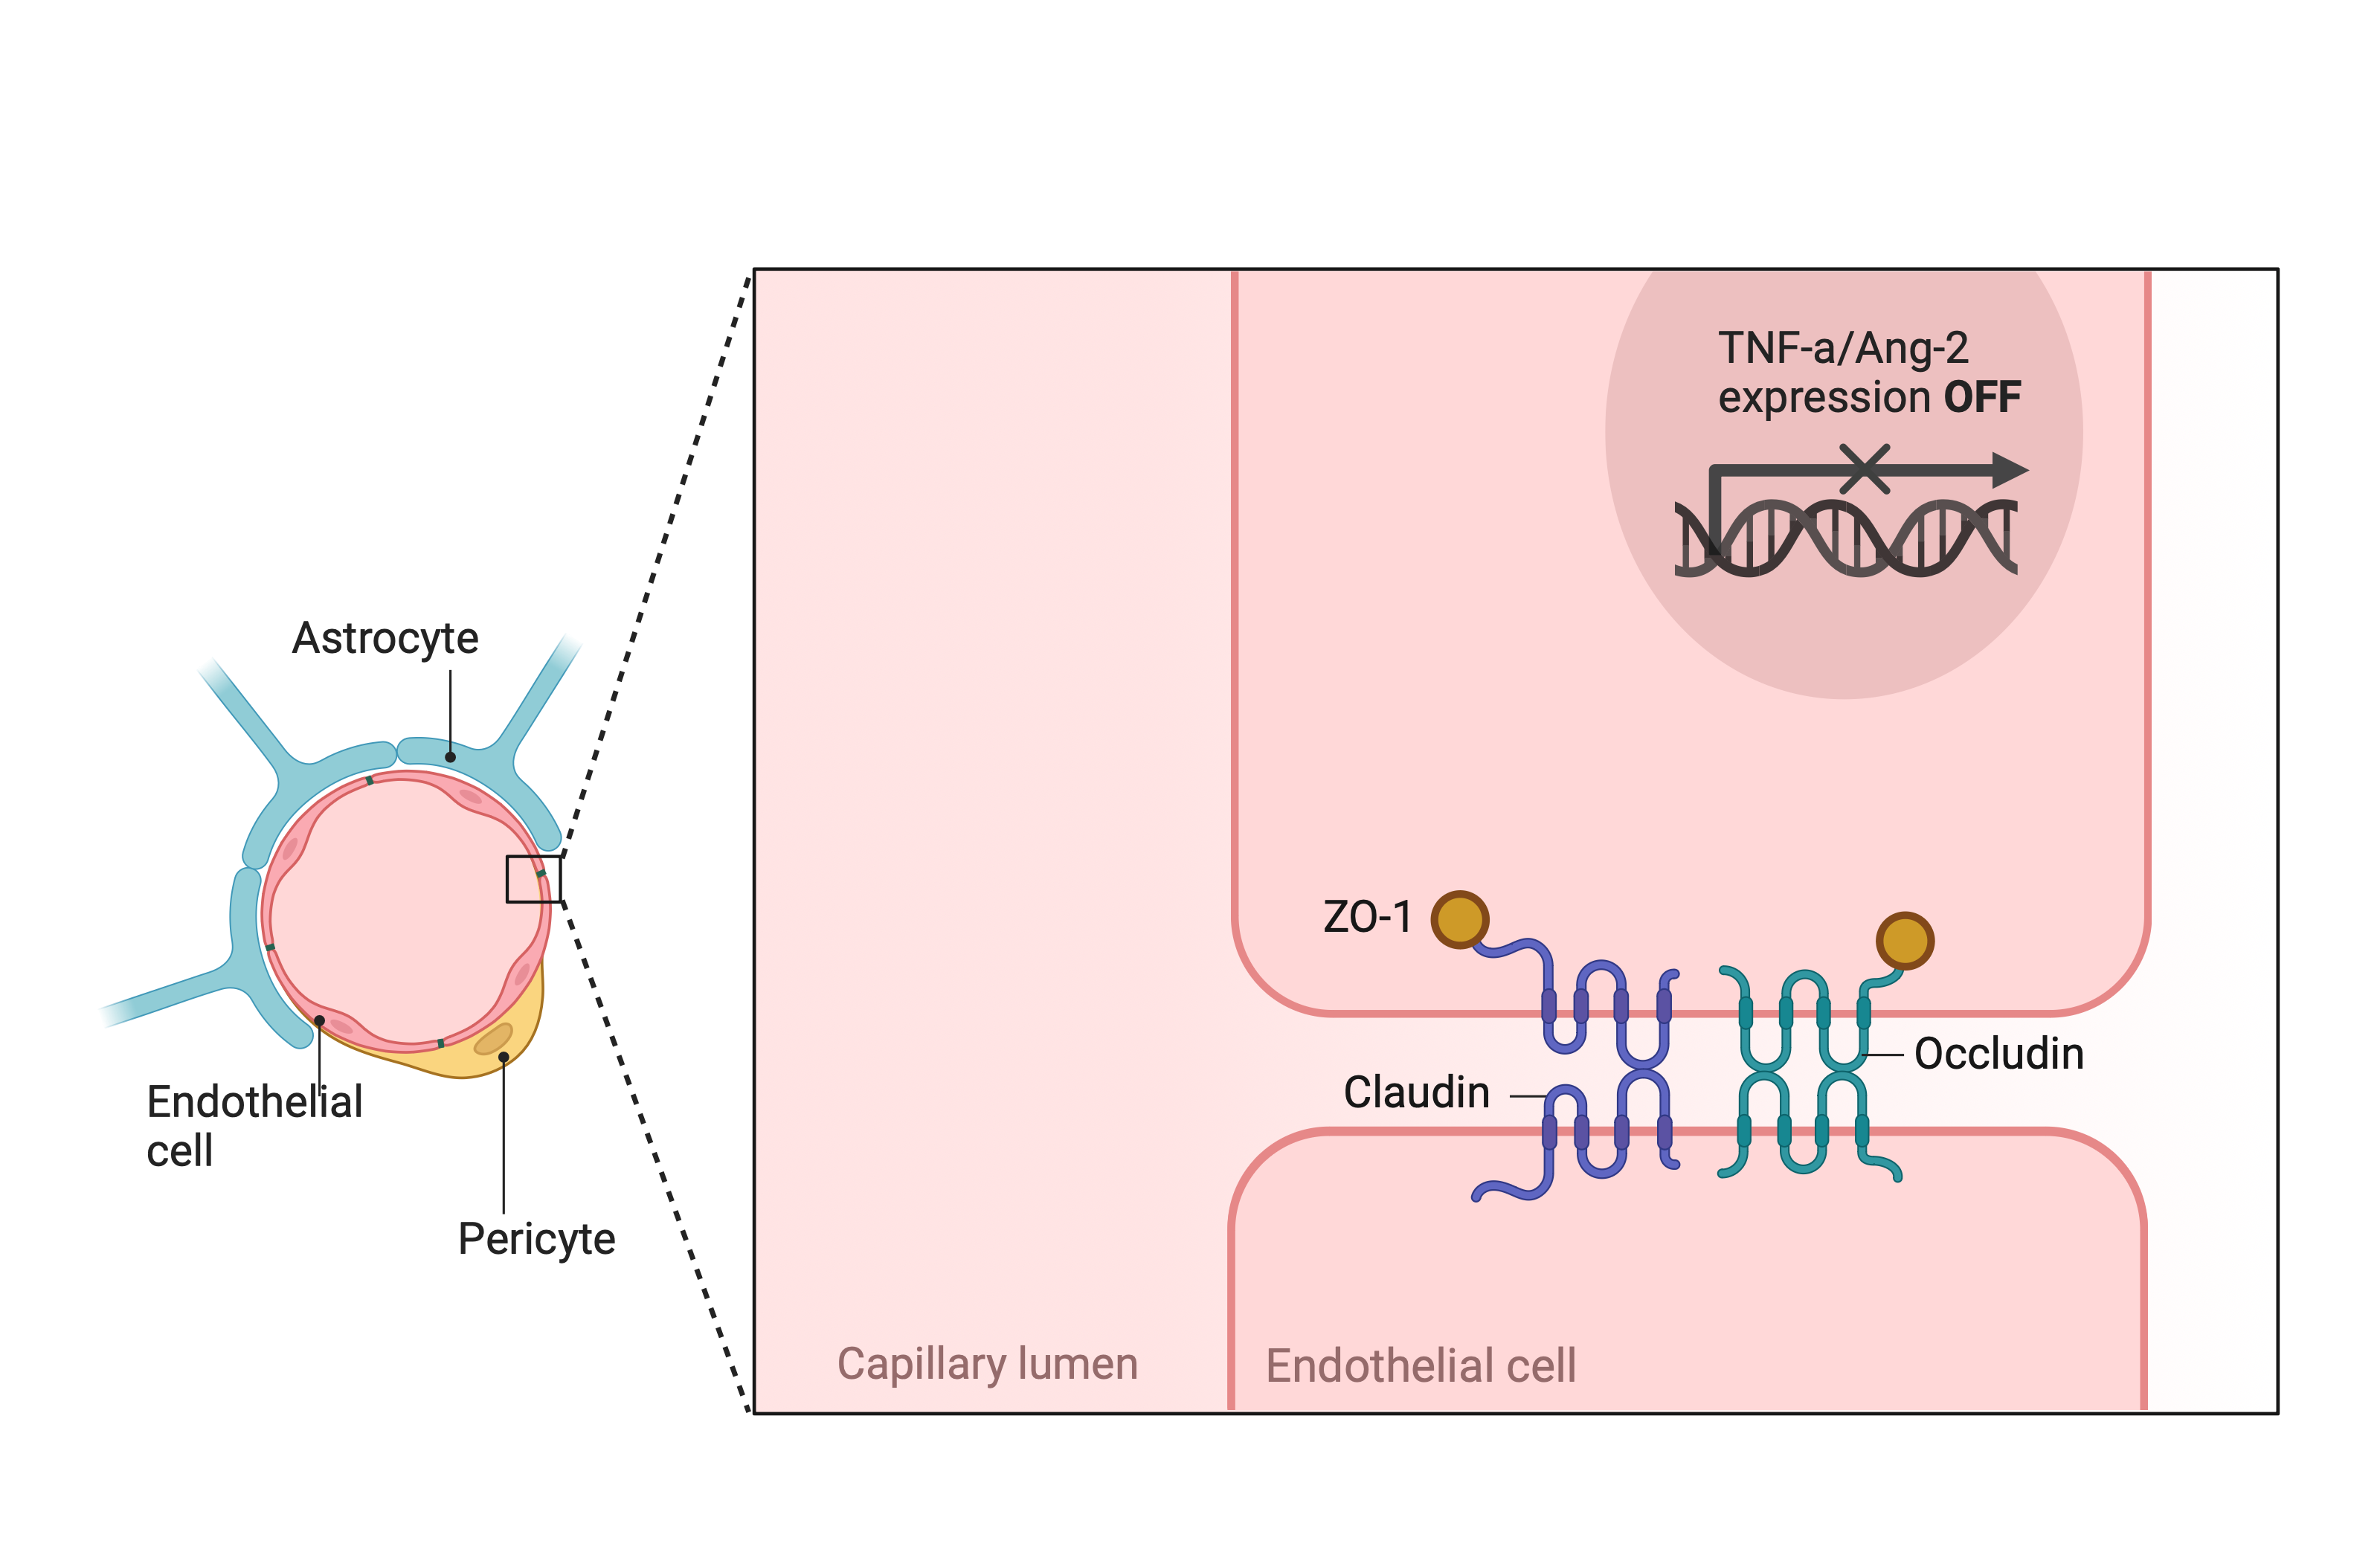 TNF-a/Ang-2
expression OFF
Astrocyte
ZO-1
Occludin
Claudin
Endothelial
cell
Pericyte
Capillary lumen
Endothelial cell